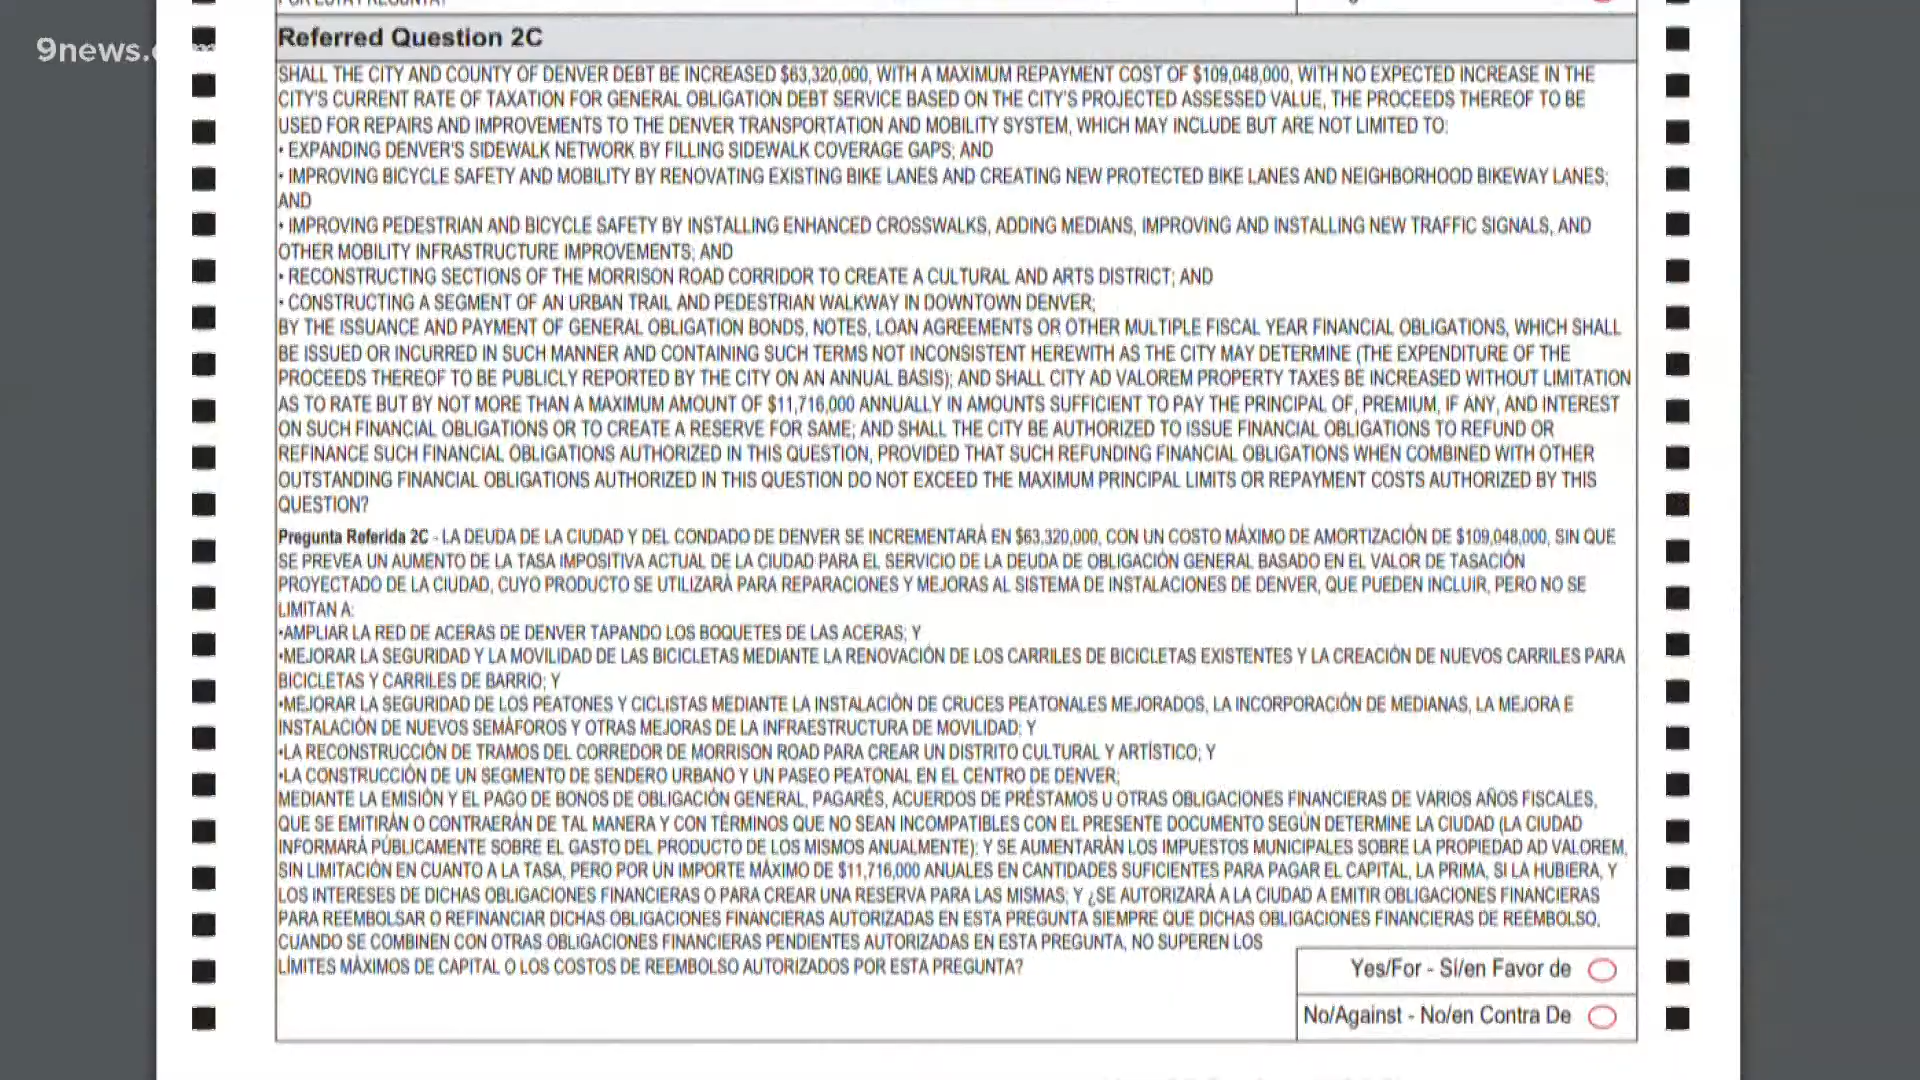 9news.com
Referred Question 2C
SHALL THE CITY AND COUNTY OF DENVER DEBT BE INCREASED $63,320,000, WITH A MAXIMUM REPAYMENT COST OF $109,048,000, WITH NO EXPECTED INCREASE IN THE
CITY'S CURRENT RATE OF TAXATION FOR GENERAL OBLIGATION DEBT SERVICE BASED ON THE CITY'S PROJECTED ASSESSED VALUE, THE PROCEEDS THEREOF TO BE
USED FOR REPAIRS AND IMPROVEMENTS TO THE DENVER TRANSPORTATION AND MOBILITY SYSTEM, WHICH MAY INCLUDE BUT ARE NOT LIMITED TO:
• EXPANDING DENVER'S SIDEWALK NETWORK BY FILLING SIDEWALK COVERAGE GAPS; AND
• IMPROVING BICYCLE SAFETY AND MOBILITY BY RENOVATING EXISTING BIKE LANES AND CREATING NEW PROTECTED BIKE LANES AND NEIGHBORHOOD BIKEWAY LANES;
AND
• IMPROVING PEDESTRIAN AND BICYCLE SAFETY BY INSTALLING ENHANCED CROSSWALKS, ADDING MEDIANS, IMPROVING AND INSTALLING NEW TRAFFIC SIGNALS, AND
OTHER MOBILITY INFRASTRUCTURE IMPROVEMENTS; AND
• RECONSTRUCTING SECTIONS OF THE MORRISON ROAD CORRIDOR TO CREATE A CULTURAL AND ARTS DISTRICT; AND
• CONSTRUCTING A SEGMENT OF AN URBAN TRAIL AND PEDESTRIAN WALKWAY IN DOWNTOWN DENVER;
BY THE ISSUANCE AND PAYMENT OF GENERAL OBLIGATION BONDS, NOTES, LOAN AGREEMENTS OR OTHER MULTIPLE FISCAL YEAR FINANCIAL OBLIGATIONS, WHICH SHALL
BE ISSUED OR INCURRED IN SUCH MANNER AND CONTAINING SUCH TERMS NOT INCONSISTENT HEREWITH AS THE CITY MAY DETERMINE (THE EXPENDITURE OF THE
PROCEEDS THEREOF TO BE PUBLICLY REPORTED BY THE CITY ON AN ANNUAL BASIS); AND SHALL CITY AD VALOREM PROPERTY TAXES BE INCREASED WITHOUT LIMITATION
AS TO RATE BUT BY NOT MORE THAN A MAXIMUM AMOUNT OF $11,716,000 ANNUALLY IN AMOUNTS SUFFICIENT TO PAY THE PRINCIPAL OF, PREMIUM, IF ANY, AND INTEREST
ON SUCH FINANCIAL OBLIGATIONS OR TO CREATE A RESERVE FOR SAME; AND SHALL THE CITY BE AUTHORIZED TO ISSUE FINANCIAL OBLIGATIONS TO REFUND OR
REFINANCE SUCH FINANCIAL OBLIGATIONS AUTHORIZED IN THIS QUESTION, PROVIDED THAT SUCH REFUNDING FINANCIAL OBLIGATIONS WHEN COMBINED WITH OTHER
OUTSTANDING FINANCIAL OBLIGATIONS AUTHORIZED IN THIS QUESTION DO NOT EXCEED THE MAXIMUM PRINCIPAL LIMITS OR REPAYMENT COSTS AUTHORIZED BY THIS
QUESTION?
Pregunta Referida 2C - LA DEUDA DE LA CIUDAD Y DEL CONDADO DE DENVER SE INCREMENTARÁ EN $63,320,000, CON UN COSTO MÁXIMO DE AMORTIZACIÓN DE $109,048,000, SIN QUE
SE PREVEA UN AUMENTO DE LA TASA IMPOSITIVA ACTUAL DE LA CIUDAD PARA EL SERVICIO DE LA DEUDA DE OBLIGACIÓN GENERAL BASADO EN EL VALOR DE TASACIÓN
PROYECTADO DE LA CIUDAD, CUYO PRODUCTO SE UTILIZARÁ PARA REPARACIONES Y MEJORAS AL SISTEMA DE INSTALACIONES DE DENVER, QUE PUEDEN INCLUIR, PERO NO SE
LIMITAN A:
•AMPLIAR LA RED DE ACERAS DE DENVER TAPANDO LOS BOQUETES DE LAS ACERAS; Y
•MEJORAR LA SEGURIDAD Y LA MOVILIDAD DE LAS BICICLETAS MEDIANTE LA RENOVACIÓN DE LOS CARRILES DE BICICLETAS EXISTENTES Y LA CREACIÓN DE NUEVOS CARRILES PARA
BICICLETAS Y CARRILES DE BARRIO; Y
•MEJORAR LA SEGURIDAD DE LOS PEATONES Y CICLISTAS MEDIANTE LA INSTALACIÓN DE CRUCES PEATONALES MEJORADOS, LA INCORPORACIÓN DE MEDIANAS, LA MEJORA E
INSTALACIÓN DE NUEVOS SEMÁFOROS Y OTRAS MEJORAS DE LA INFRAESTRUCTURA DE MOVILIDAD; Y
•LA RECONSTRUCCIÓN DE TRAMOS DEL CORREDOR DE MORRISON ROAD PARA CREAR UN DISTRITO CULTURAL Y ARTÍSTICO; Y
•LA CONSTRUCCIÓN DE UN SEGMENTO DE SENDERO URBANO Y UN PASEO PEATONAL EN EL CENTRO DE DENVER;
MEDIANTE LA EMISIÓN Y EL PAGO DE BONOS DE OBLIGACIÓN GENERAL, PAGARÉS, ACUERDOS DE PRÉSTAMOS U OTRAS OBLIGACIONES FINANCIERAS DE VARIOS AÑOS FISCALES,
QUE SE EMITIRÁN O CONTRAERÁN DE TAL MANERA Y CON TÉRMINOS QUE NO SEAN INCOMPATIBLES CON EL PRESENTE DOCUMENTO SEGÚN DETERMINE LA CIUDAD (LA CIUDAD
INFORMARÁ PÚBLICAMENTE SOBRE EL GASTO DEL PRODUCTO DE LOS MISMOS ANUALMENTE); Y SE AUMENTARÁN LOS IMPUESTOS MUNICIPALES SOBRE LA PROPIEDAD AD VALOREM,
SIN LIMITACIÓN EN CUANTO A LA TASA, PERO POR UN IMPORTE MÁXIMO DE $11,716,000 ANUALES EN CANTIDADES SUFICIENTES PARA PAGAR EL CAPITAL, LA PRIMA, SI LA HUBIERA, Y
LOS INTERESES DE DICHAS OBLIGACIONES FINANCIERAS O PARA CREAR UNA RESERVA PARA LAS MISMAS; Y ¿SE AUTORIZARÁ A LA CIUDAD A EMITIR OBLIGACIONES FINANCIERAS
PARA REEMBOLSAR O REFINANCIAR DICHAS OBLIGACIONES FINANCIERAS AUTORIZADAS EN ESTA PREGUNTA SIEMPRE QUE DICHAS OBLIGACIONES FINANCIERAS DE REEMBOLSO,
CUANDO SE COMBINEN CON OTRAS OBLIGACIONES FINANCIERAS PENDIENTES AUTORIZADAS EN ESTA PREGUNTA, NO SUPEREN LOS
LÍMITES MÁXIMOS DE CAPITAL O LOS COSTOS DE REEMBOLSO AUTORIZADOS POR ESTA PREGUNTA?
Yes/For - Sí/en Favor de
No/Against - No/en Contra De